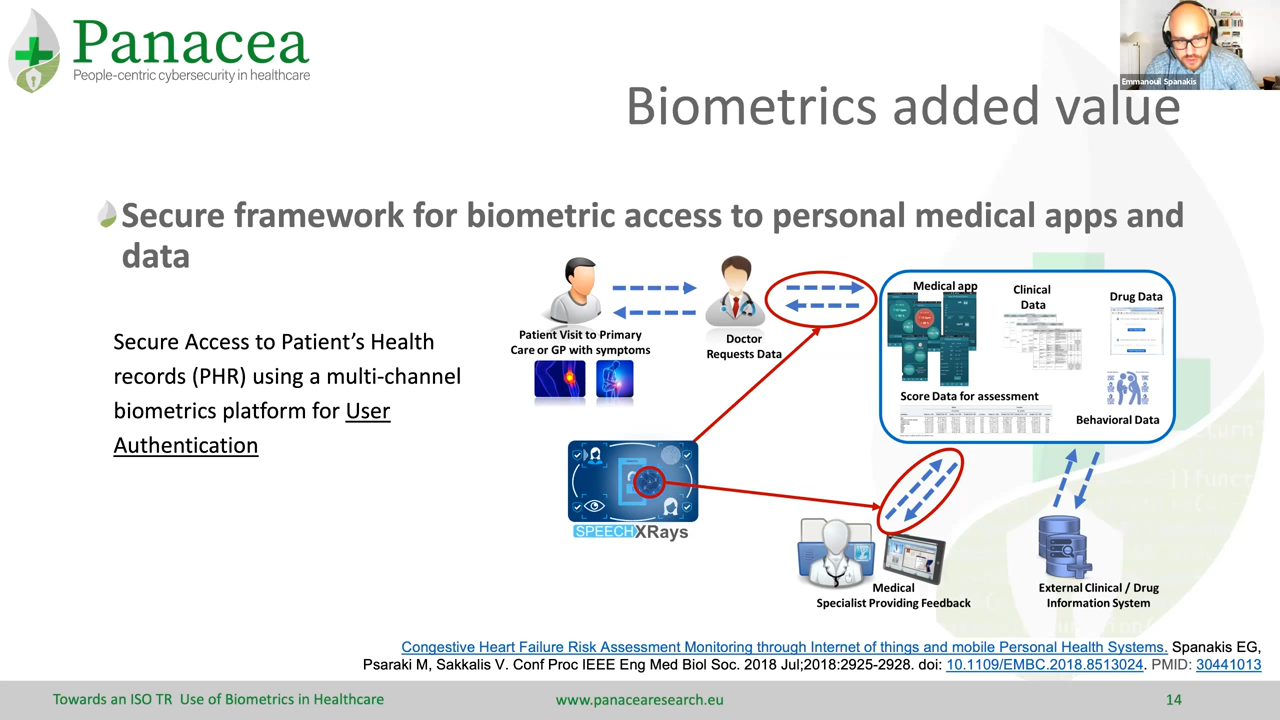 Panacea
People-centric cybersecurity in healthcare
Emmanouil Spanakis
Biometrics added value
Secure framework for biometric access to personal medical apps and
data
Secure Access to Patient's Health
records (PHR) using a multi-channel
biometrics platform for User
Authentication
Patient Visit to Primary
Care or GP with symptoms
Doctor
Requests Data
Medical app
Clinical
Data
Drug Data
Score Data for assessment
Behavioral Data
SPEECHXRays
Medical
Specialist Providing Feedback
External Clinical / Drug
Information System
Congestive Heart Failure Risk Assessment Monitoring through Internet of things and mobile Personal Health Systems. Spanakis EG,
Psaraki M, Sakkalis V. Conf Proc IEEE Eng Med Biol Soc. 2018 Jul;2018:2925-2928. doi: 10.1109/EMBC.2018.8513024. PMID: 30441013
Towards an ISO TR Use of Biometrics in Healthcare
www.panacearesearch.eu
14